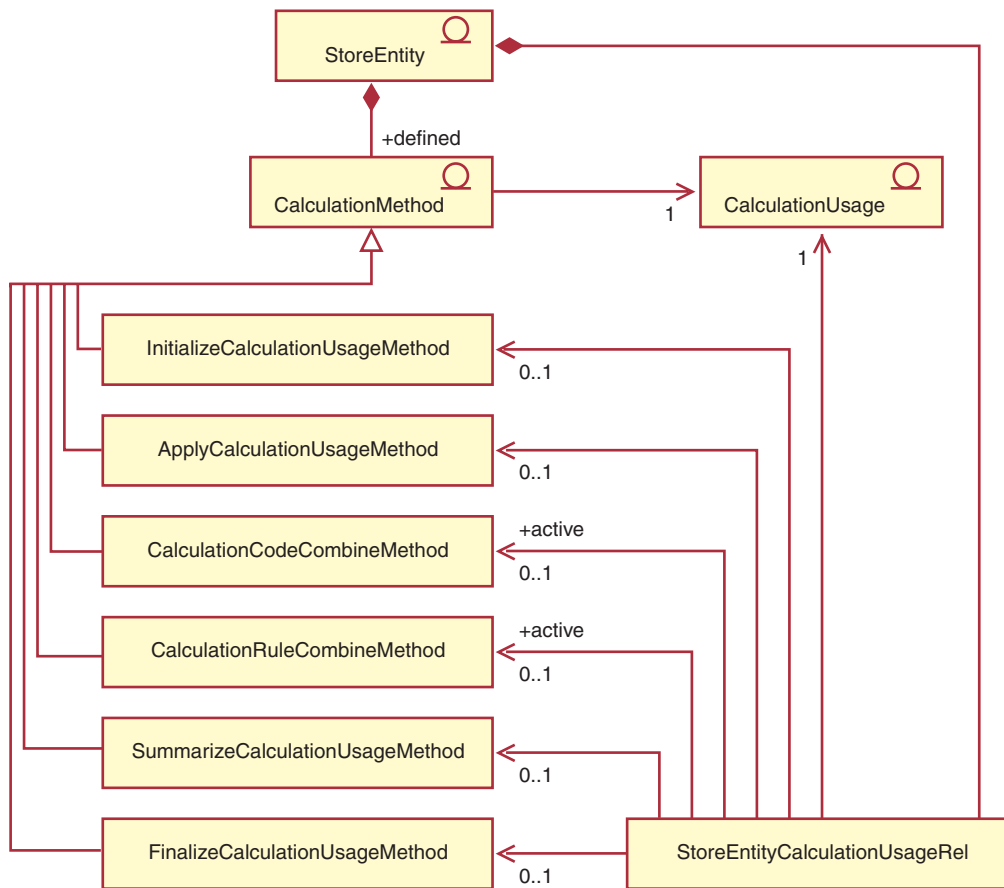 StoreEntity
+defined
CalculationMethod
1
CalculationUsage
1
InitializeCalculationUsageMethod
0..1
ApplyCalculationUsageMethod
0..1
+active
CalculationCodeCombineMethod
0..1
+active
CalculationRuleCombineMethod
0..1
SummarizeCalculationUsageMethod
0..1
FinalizeCalculationUsageMethod
0..1
StoreEntityCalculationUsageRel